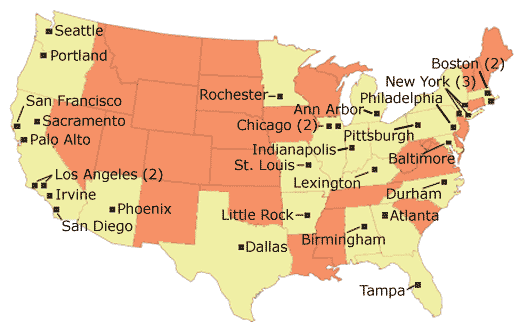 Seattle
Boston (2)
Portland
New York (3)
Rochester
Philadelphia
San Francisco
Ann Arbor
Sacramento
Chicago (2)
Pittsburgh
Palo Alto
Indianapolis
Baltimore
St. Louis
Los Angeles (2)
Lexington
Irvine
Durham
Phoenix
Little Rock
Atlanta
San Diego
Birmingham
Dallas
Tampa